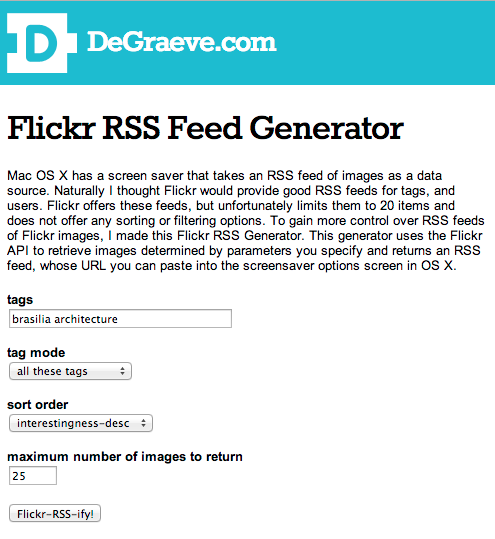 D DeGraeve.com
Flickr RSS Feed Generator
Mac OS X has a screen saver that takes an RSS feed of images as a data
source. Naturally I thought Flickr would provide good RSS feeds for tags, and
users. Flickr offers these feeds, but unfortunately limits them to 20 items and
does not offer any sorting or filtering options. To gain more control over RSS feeds
of Flickr images, I made this Flickr RSS Generator. This generator uses the Flickr
API to retrieve images determined by parameters you specify and returns an RSS
feed, whose URL you can paste into the screensaver options screen in OS X.
tags
brasilia architecture
tag mode
all these tags
sort order
interestingness-desc
maximum number of images to return
25
Flickr-RSS-ify!